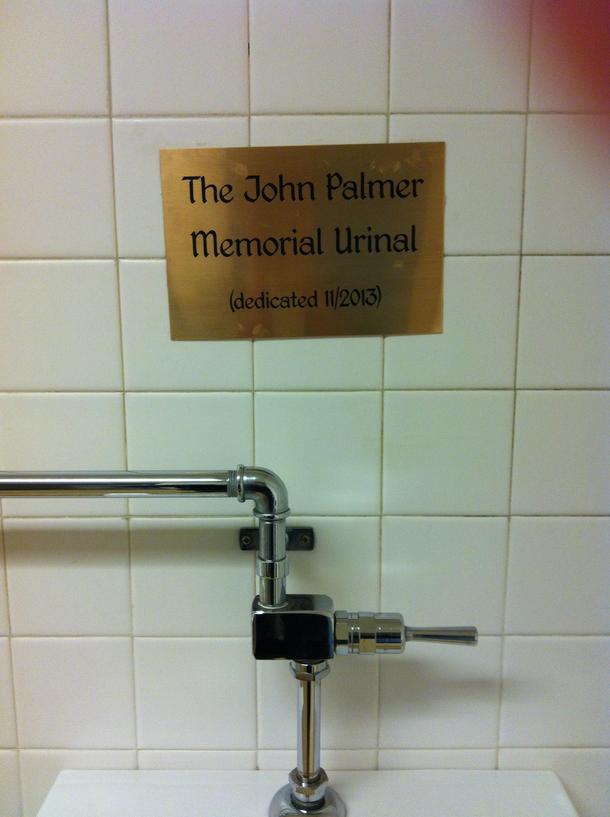 The John Palmer
Memorial Urinal
(dedicated 11/2013)